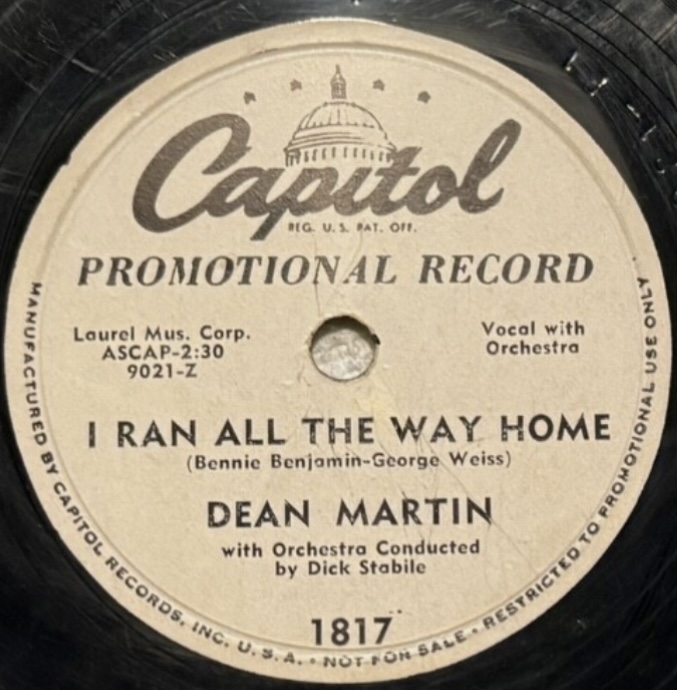 Capitol
REG. U.S. PAT. OFF.
PROMOTIONAL RECORD
Laurel Mus. Corp.
ASCAP-2:30
9021-Z
Vocal with
Orchestra
I RAN ALL THE WAY HOME
(Bennie Benjamin-George Weiss)
DEAN MARTIN
with Orchestra Conducted
by Dick Stabile
1817
MANUFACTURED BY CAPITOL RECORDS, INC. U.S.A. • NOT FOR SALE • RESTRICTED TO PROMOTIONAL USE ONLY